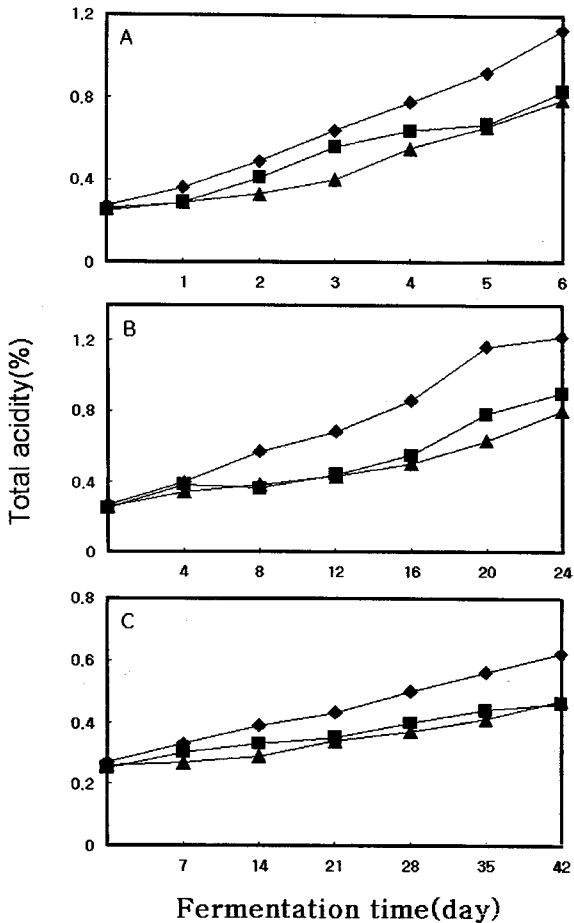 1.2
A
0.8
0.4
0
1 2 3 4 5 6
B
1.2
0.8
0.4
0
4 8 12 16 20 24
0.8
C
0.6
0.4
0.2
0
7 14 21 28 35 42
Total acidity(%)
Fermentation time(day)